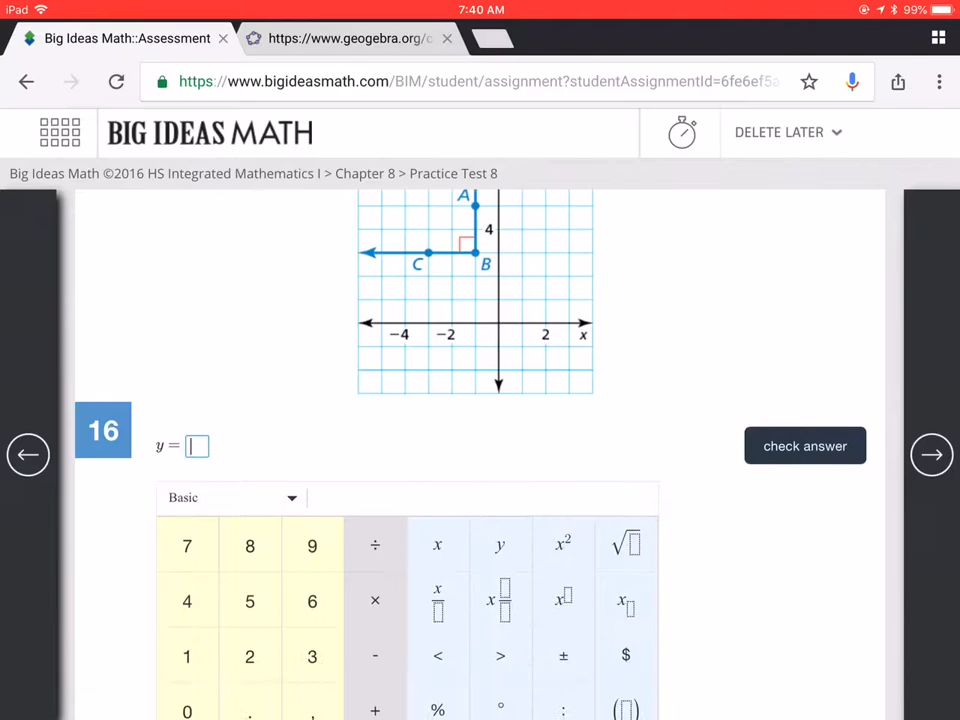 iPad 7:40 AM 99%
Big Ideas Math::Assessment × https://www.geogebra.org/c ×
https://www.bigideasmath.com/BIM/student/assignment?studentAssignmentId=6fe6ef5a
BIG IDEAS MATH DELETE LATER
Big Ideas Math ©2016 HS Integrated Mathematics I > Chapter 8 > Practice Test 8
A
4
C B
−4 −2 2 x
16 y = check answer
Basic
7 8 9 ÷ x y x² √
4 5 6 × x x x x
1 2 3 - < > ± $
0 . , + % ° : ()